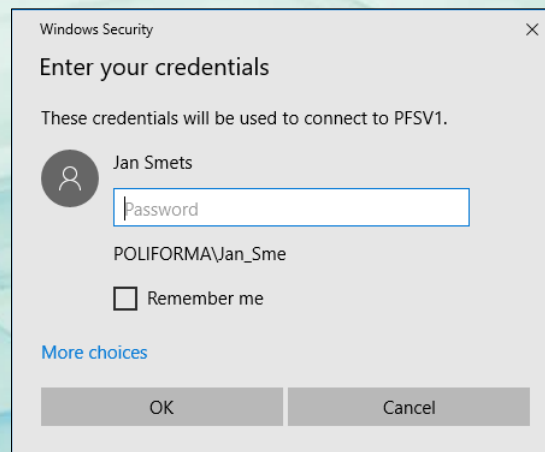 Windows Security
Enter your credentials
These credentials will be used to connect to PFSV1.
Jan Smets
Password
POLIFORMA\Jan_Sme
Remember me
More choices
OK
Cancel